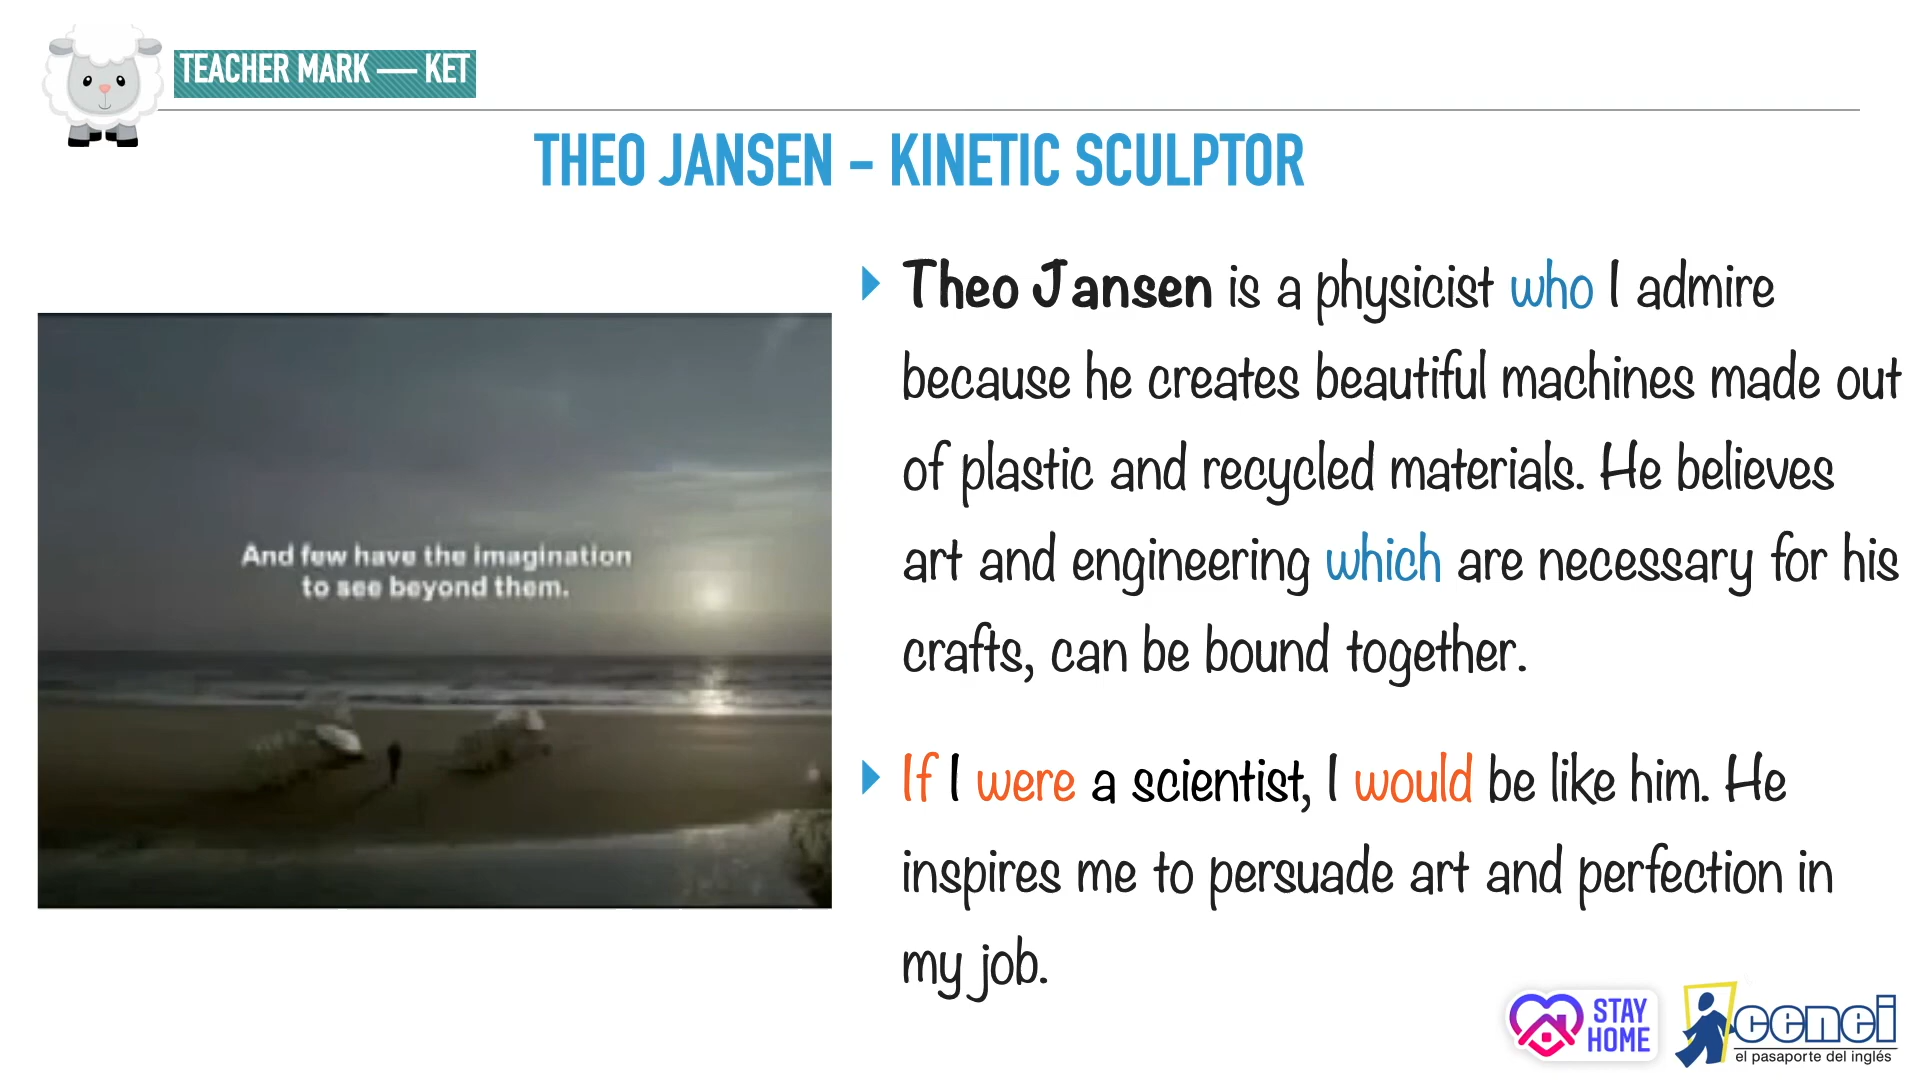 TEACHER MARK — KET
THEO JANSEN - KINETIC SCULPTOR
Theo Jansen is a physicist who I admire
because he creates beautiful machines made out
of plastic and recycled materials. He believes
art and engineering which are necessary for his
crafts, can be bound together.
And few have the imagination
to see beyond them.
If I were a scientist, I would be like him. He
inspires me to persuade art and perfection in
my job.
STAY
HOME
cenei
el pasaporte del inglés